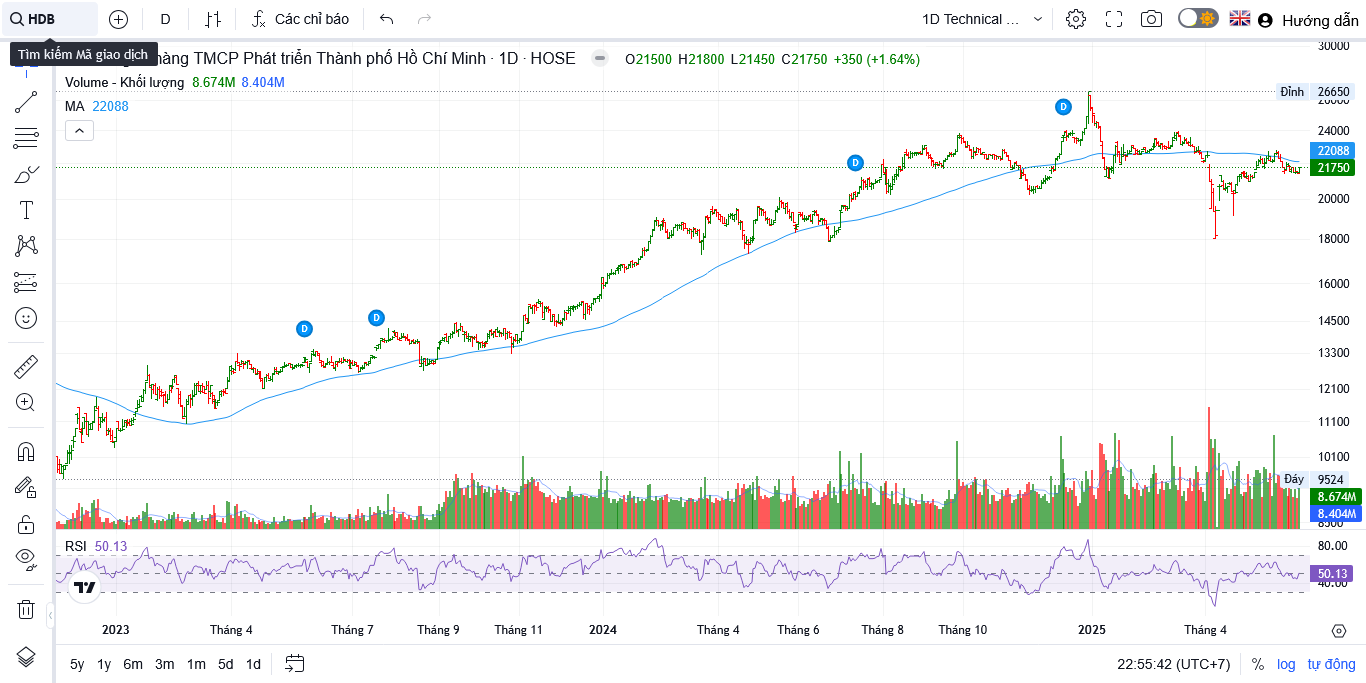 HDB
D
Các chỉ báo
1D Technical ...
Hướng dẫn
Tìm kiếm Mã giao dịch
hàng TMCP Phát triển Thành phố Hồ Chí Minh · 1D · HOSE
O21500 H21800 L21450 C21750 +350 (+1.64%)
Volume - Khối lượng 8.674M 8.404M
MA 22088
30000
Đỉnh 26650
26000
24000
22088
21750
20000
18000
16000
14500
13300
12100
11100
10100
Đáy 9524
8.674M
8.404M
8500
D
D
D
D
RSI 50.13
80.00
50.13
40.00
2023 Tháng 4 Tháng 7 Tháng 9 Tháng 11 2024 Tháng 4 Tháng 6 Tháng 8 Tháng 10 2025 Tháng 4
5y 1y 6m 3m 1m 5d 1d
22:55:42 (UTC+7) % log tự động